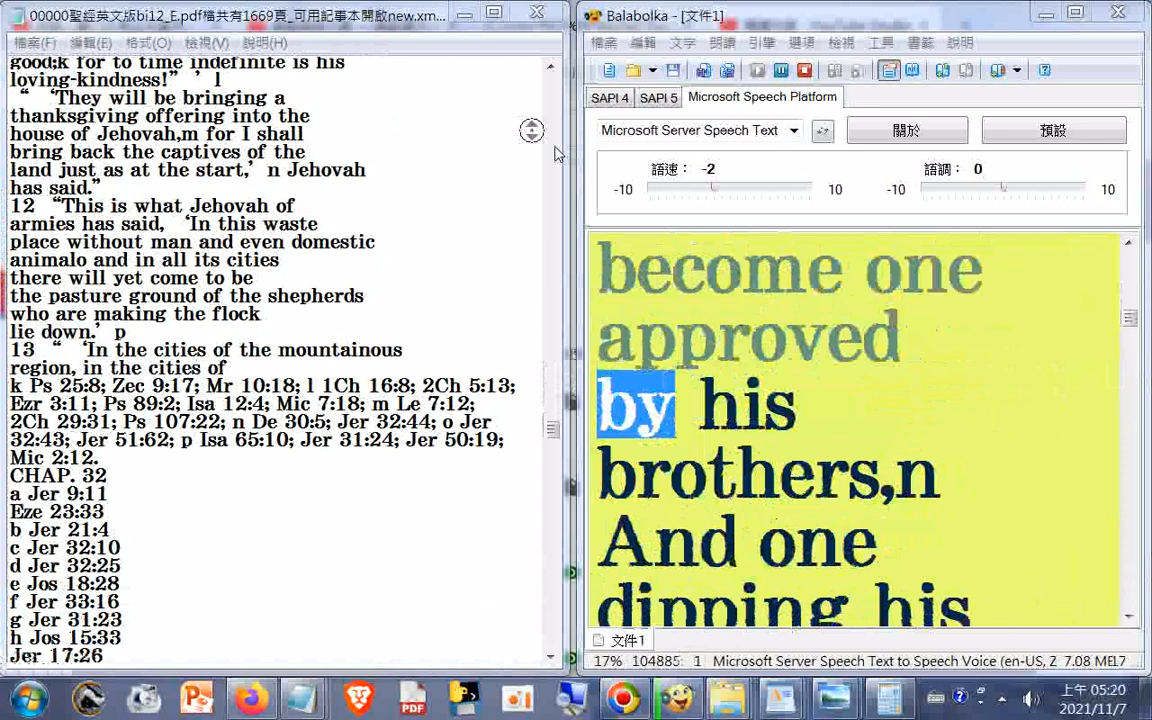 00000聖經英文版bi12_E.pdf檔共有1669頁_可用記事本開啟new.xm...
檔案(F) 編輯(E) 格式(O) 檢視(V) 說明(H)
good;k for to time indefinite is his
loving-kindness!” ’ l
“ ‘They will be bringing a
thanksgiving offering into the
house of Jehovah,m for I shall
bring back the captives of the
land just as at the start,’ n Jehovah
has said.”
12 “This is what Jehovah of
armies has said, ‘In this waste
place without man and even domestic
animalo and in all its cities
there will yet come to be
the pasture ground of the shepherds
who are making the flock
lie down.’ p
13 “ ‘In the cities of the mountainous
region, in the cities of
k Ps 25:8; Zec 9:17; Mr 10:18; l 1Ch 16:8; 2Ch 5:13;
Ezr 3:11; Ps 89:2; Isa 12:4; Mic 7:18; m Le 7:12;
2Ch 29:31; Ps 107:22; n De 30:5; Jer 32:44; o Jer
32:43; Jer 51:62; p Isa 65:10; Jer 31:24; Jer 50:19;
Mic 2:12.
CHAP. 32
a Jer 9:11
Eze 23:33
b Jer 21:4
c Jer 32:10
d Jer 32:25
e Jos 18:28
f Jer 33:16
g Jer 31:23
h Jos 15:33
Jer 17:26
Balabolka - [文件1]
檔案 編輯 文字 朗讀 引擎 選項 檢視 工具 書籤 說明
SAPI 4 SAPI 5 Microsoft Speech Platform
Microsoft Server Speech Text 關於 預設
語速： -2 語調： 0
-10 10 -10 10
become one
approved
by his
brothers,n
And one
dipping his
文件1
17% 104885: 1 Microsoft Server Speech Text to Speech Voice (en-US, Z 7.08 ME17
PDF
上午 05:20
2021/11/7